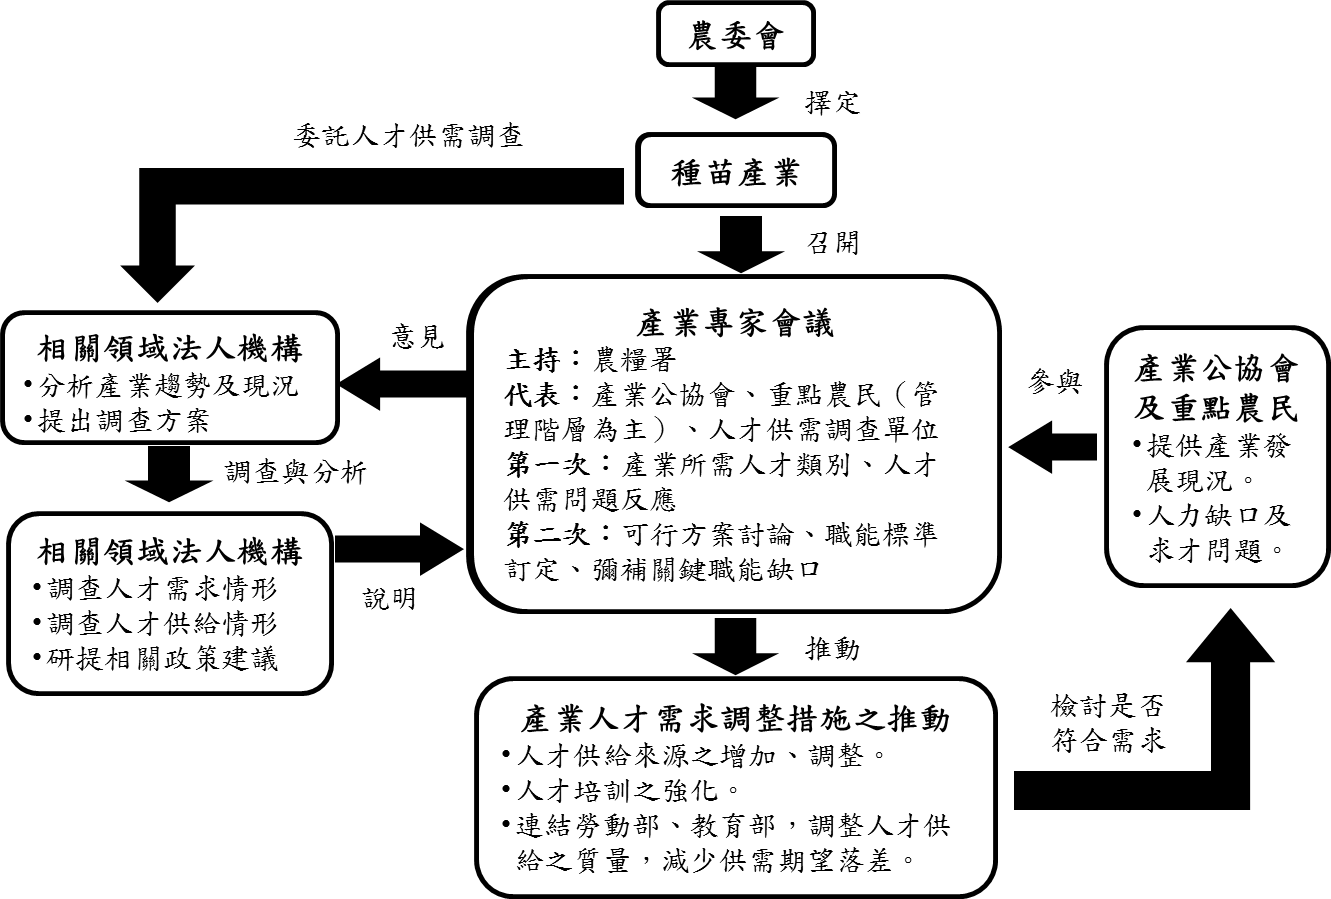 農委會
擇定
委託人才供需調查
種苗產業
召開
產業專家會議
主持：農糧署
代表：產業公協會、重點農民（管
理階層為主）、人才供需調查單位
第一次：產業所需人才類別、人才
供需問題反應
第二次：可行方案討論、職能標準
訂定、彌補關鍵職能缺口
意見
相關領域法人機構
•分析產業趨勢及現況
•提出調查方案
調查與分析
相關領域法人機構
•調查人才需求情形
•調查人才供給情形
•研提相關政策建議
說明
參與
產業公協會
及重點農民
•提供產業發
展現況。
•人力缺口及
求才問題。
推動
產業人才需求調整措施之推動
•人才供給來源之增加、調整。
•人才培訓之強化。
•連結勞動部、教育部，調整人才供
給之質量，減少供需期望落差。
檢討是否
符合需求